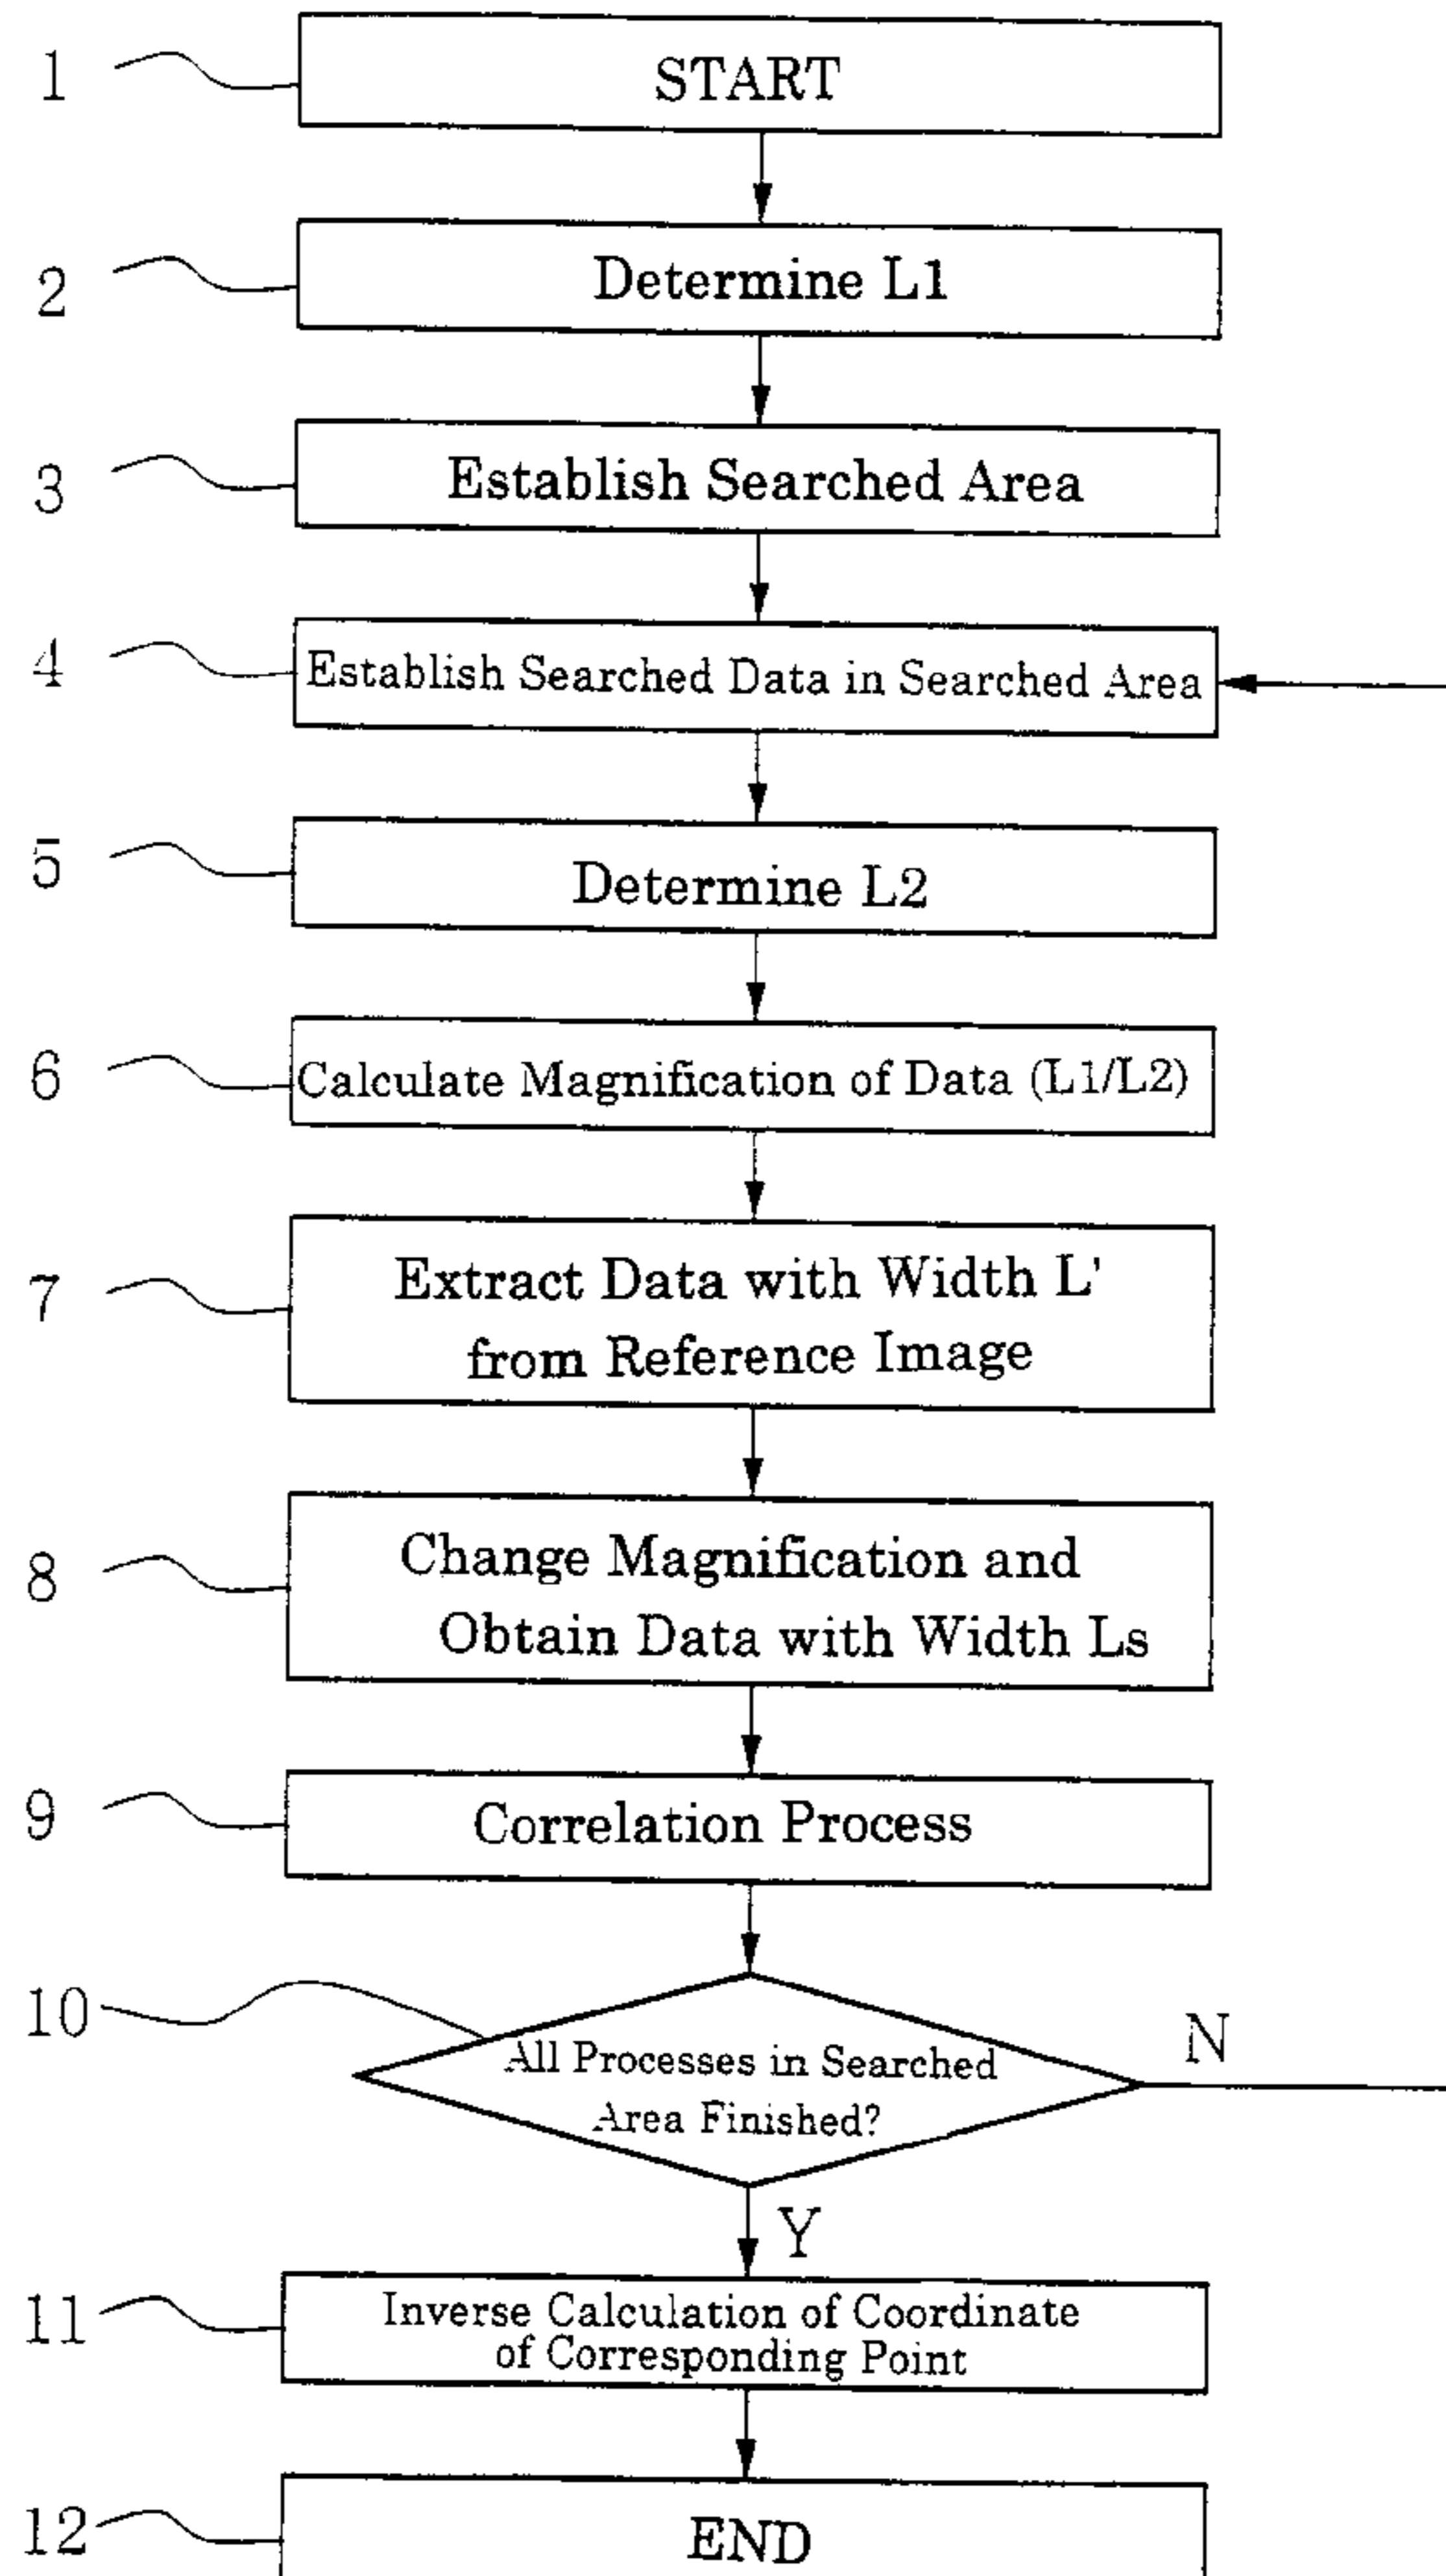 1
START
2
Determine L1
3
Establish Searched Area
4
Establish Searched Data in Searched Area
5
Determine L2
6
Calculate Magnification of Data (L1/L2)
7
Extract Data with Width L'
from Reference Image
8
Change Magnification and
Obtain Data with Width Ls
9
Correlation Process
10
All Processes in Searched
Area Finished?
N
Y
11
Inverse Calculation of Coordinate
of Corresponding Point
12
END